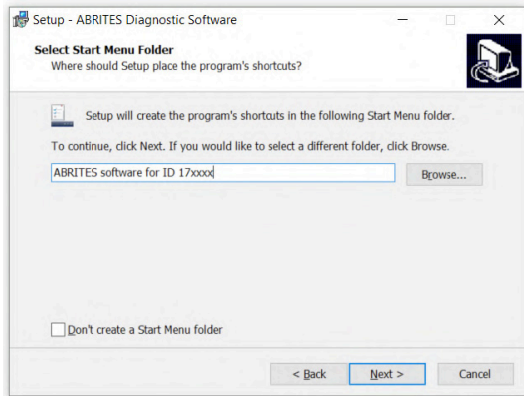 Setup - ABRITES Diagnostic Software
Select Start Menu Folder
Where should Setup place the program's shortcuts?
Setup will create the program's shortcuts in the following Start Menu folder.
To continue, click Next. If you would like to select a different folder, click Browse.
ABRITES software for ID 17xxxx
Browse...
Don't create a Start Menu folder
< Back
Next >
Cancel